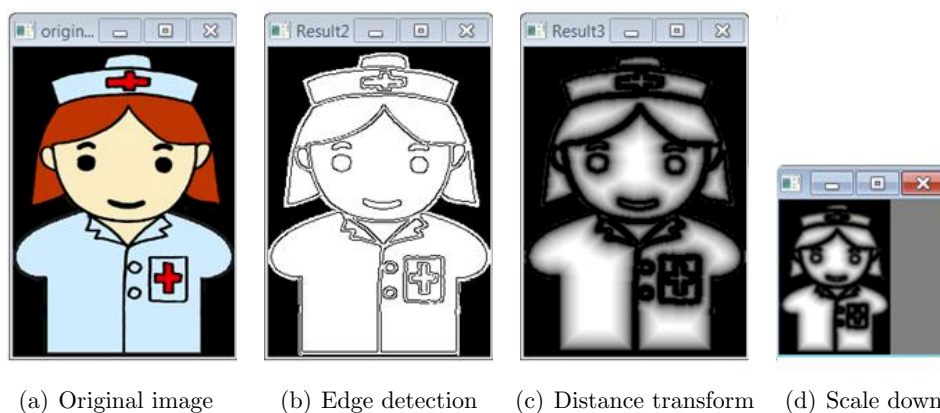 origin...
Result2
Result3
(a) Original image
(b) Edge detection
(c) Distance transform
(d) Scale down